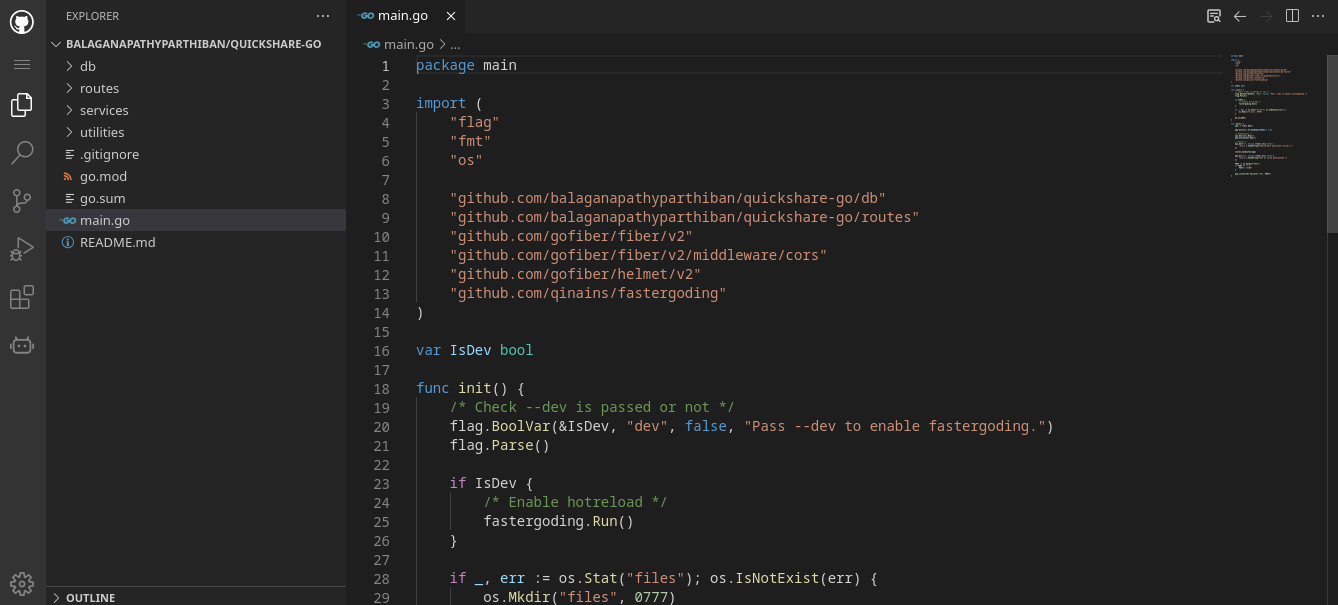 EXPLORER
BALAGANAPATHYPARTHIBAN/QUICKSHARE-GO
db
routes
services
utilities
.gitignore
go.mod
go.sum
main.go
README.md
OUTLINE
main.go
main.go > ...
1 package main
2
3 import (
4 "flag"
5 "fmt"
6 "os"
7
8 "github.com/balaganapathyparthiban/quickshare-go/db"
9 "github.com/balaganapathyparthiban/quickshare-go/routes"
10 "github.com/gofiber/fiber/v2"
11 "github.com/gofiber/fiber/v2/middleware/cors"
12 "github.com/gofiber/helmet/v2"
13 "github.com/qinains/fastergoding"
14 )
15
16 var IsDev bool
17
18 func init() {
19 /* Check --dev is passed or not */
20 flag.BoolVar(&IsDev, "dev", false, "Pass --dev to enable fastergoding.")
21 flag.Parse()
22
23 if IsDev {
24 /* Enable hotreload */
25 fastergoding.Run()
26 }
27
28 if _, err := os.Stat("files"); os.IsNotExist(err) {
29 os.Mkdir("files", 0777)